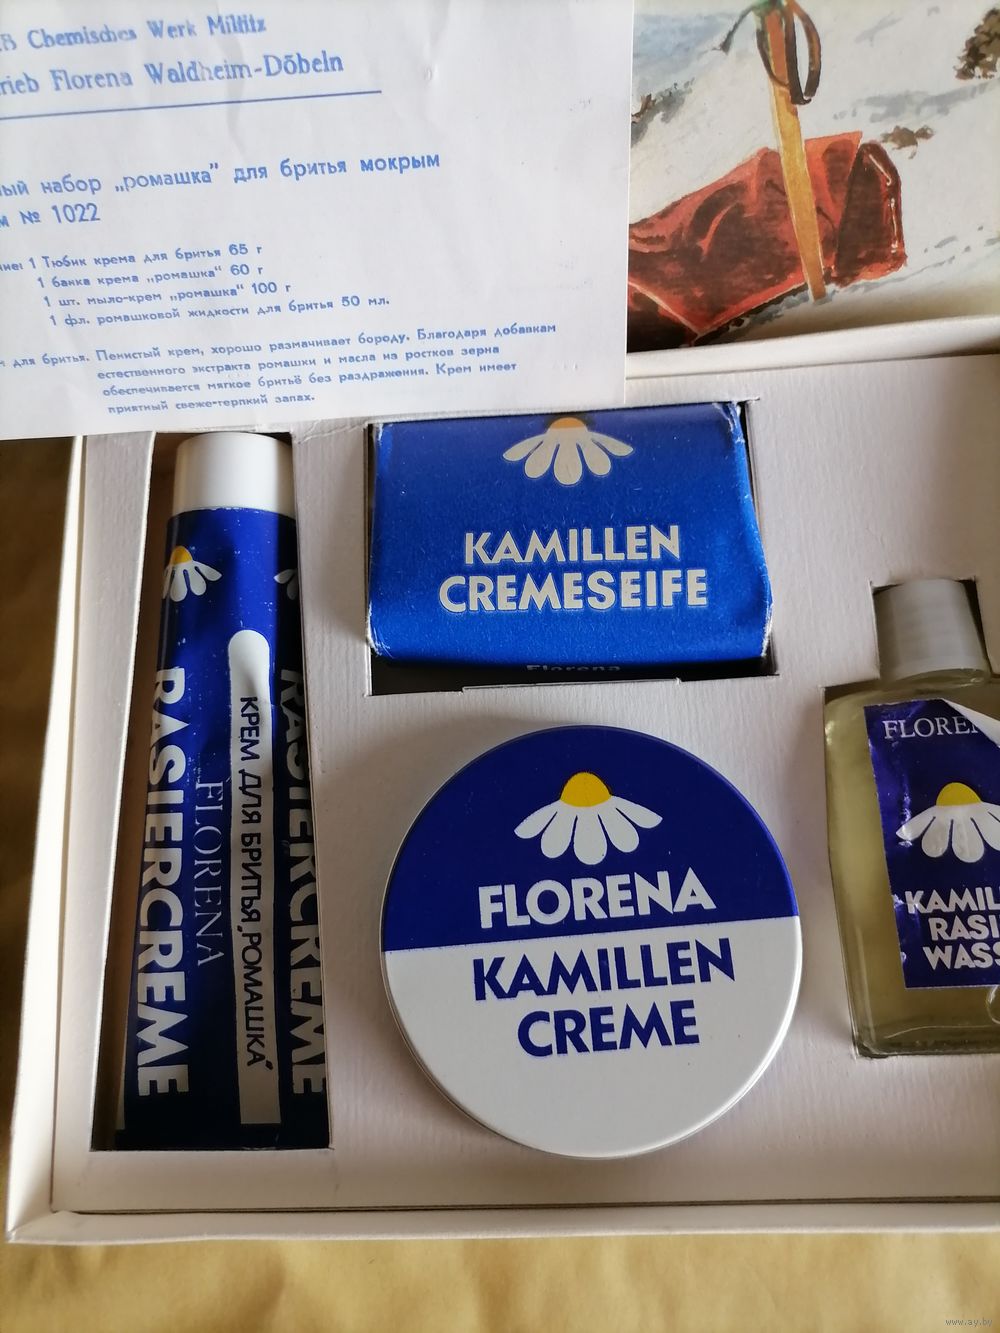 Chemisches Werk Miltitz
Florena Waldheim-Döbeln
набор „ромашка" для бритья мокрым
№ 1022
1 Тюбик крема для бритья 65 г
1 банка крема „ромашка" 60 г
1 шт. мыло-крем „ромашка" 100 г
1 фл. ромашковой жидкости для бритья 50 мл.
для бритья. Пенистый крем, хорошо размачивает бороду. Благодаря добавкам
естественного экстракта ромашки и масла из ростков зерна
обеспечивается мягкое бритьё без раздражения. Крем имеет
приятный свеже-терпкий запах.
KAMILLEN
CREMESEIFE
Florena
RASIERCREME
FLORENA
КРЕМ ДЛЯ БРИТЬЯ „РОМАШКА"
RASIERCREME
FLORENA
KAMILLEN
CREME
FLOREN
KAMIL
RASI
WASS
www.ay.by